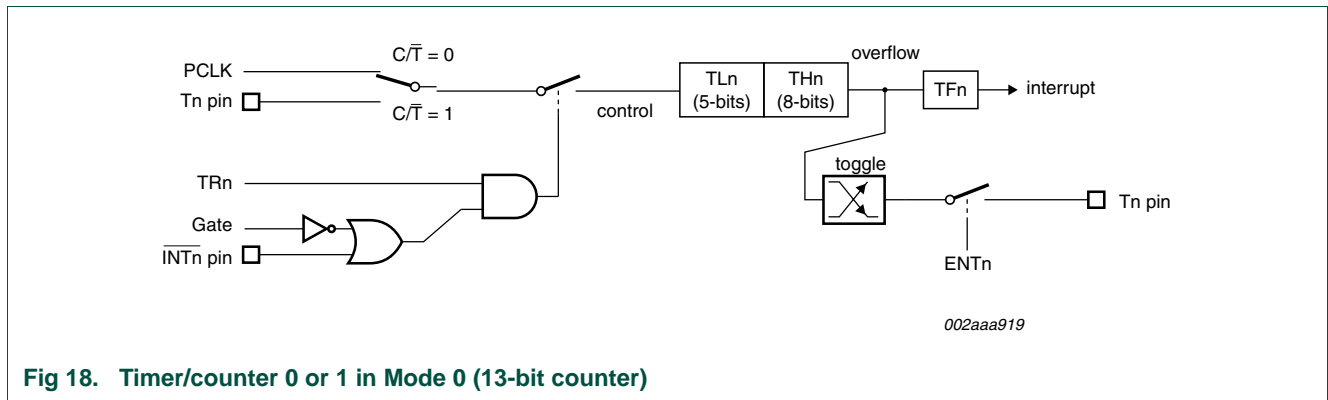 C/T̅ = 0
PCLK
Tn pin
C/T̅ = 1
control
TLn
(5-bits)
THn
(8-bits)
overflow
TFn
interrupt
toggle
Tn pin
ENTn
TRn
Gate
I̅N̅T̅n̅ pin
002aaa919
Fig 18. Timer/counter 0 or 1 in Mode 0 (13-bit counter)